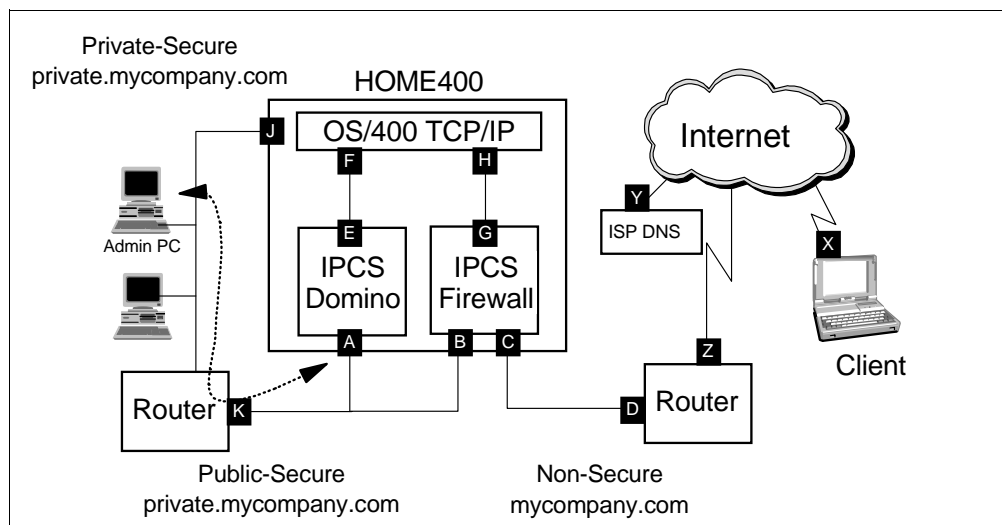 Private-Secure
private.mycompany.com
HOME400
J
OS/400 TCP/IP
F
H
Internet
Admin PC
E
G
IPCS
Domino
IPCS
Firewall
Y
ISP DNS
X
A
B
C
Z
Client
Router
K
D
Router
Public-Secure
private.mycompany.com
Non-Secure
mycompany.com